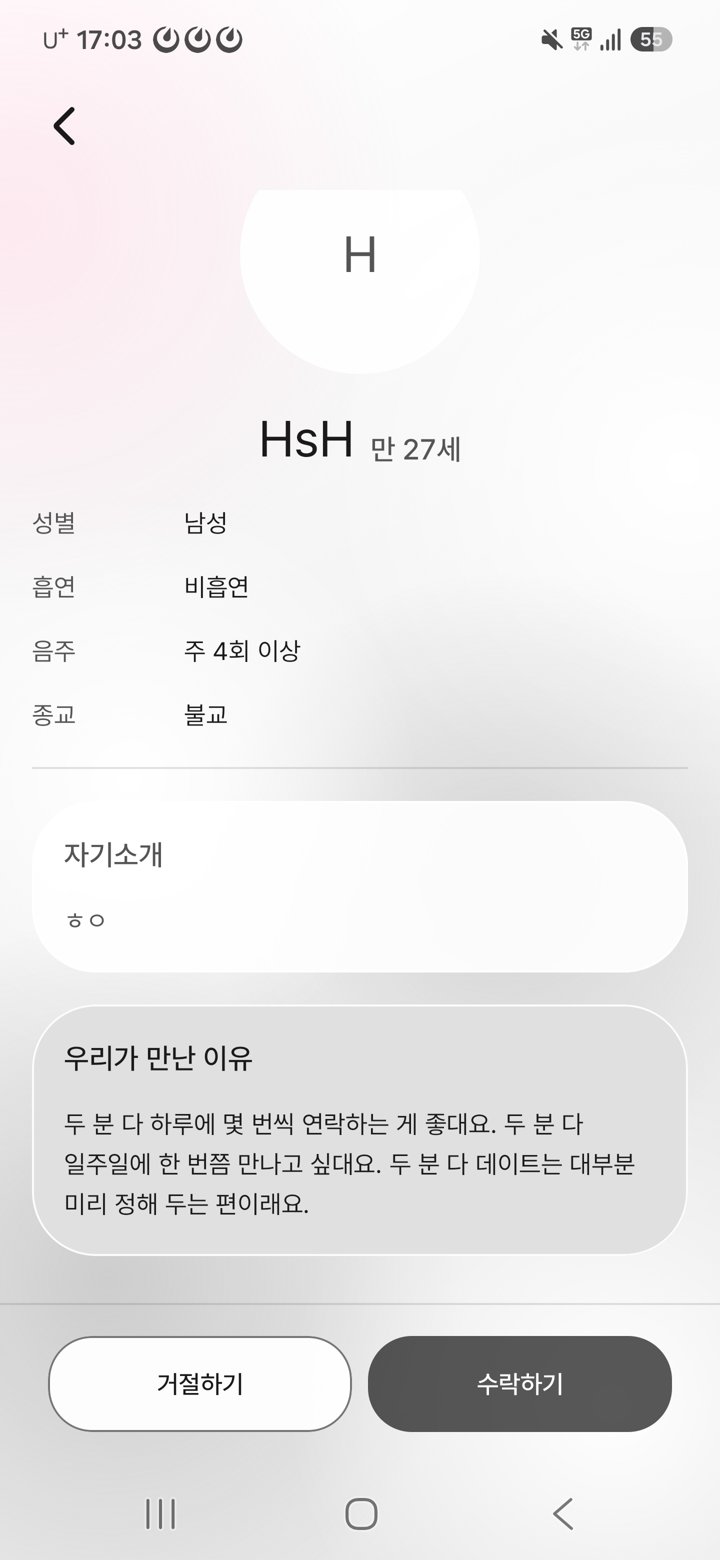 U+ 17:03
5G
55
H
HsH 만 27세
성별 남성
흡연 비흡연
음주 주 4회 이상
종교 불교
자기소개
ㅎㅇ
우리가 만난 이유
두 분 다 하루에 몇 번씩 연락하는 게 좋대요. 두 분 다
일주일에 한 번쯤 만나고 싶대요. 두 분 다 데이트는 대부분
미리 정해 두는 편이래요.
거절하기 수락하기